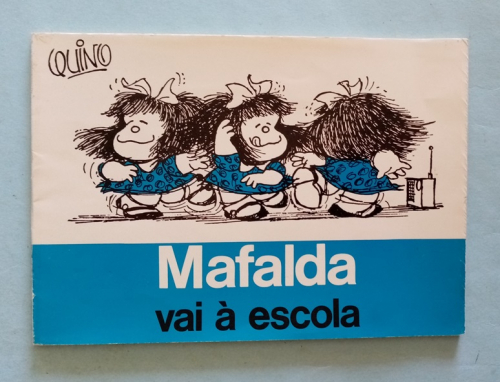 QUINO
Mafalda
vai à escola